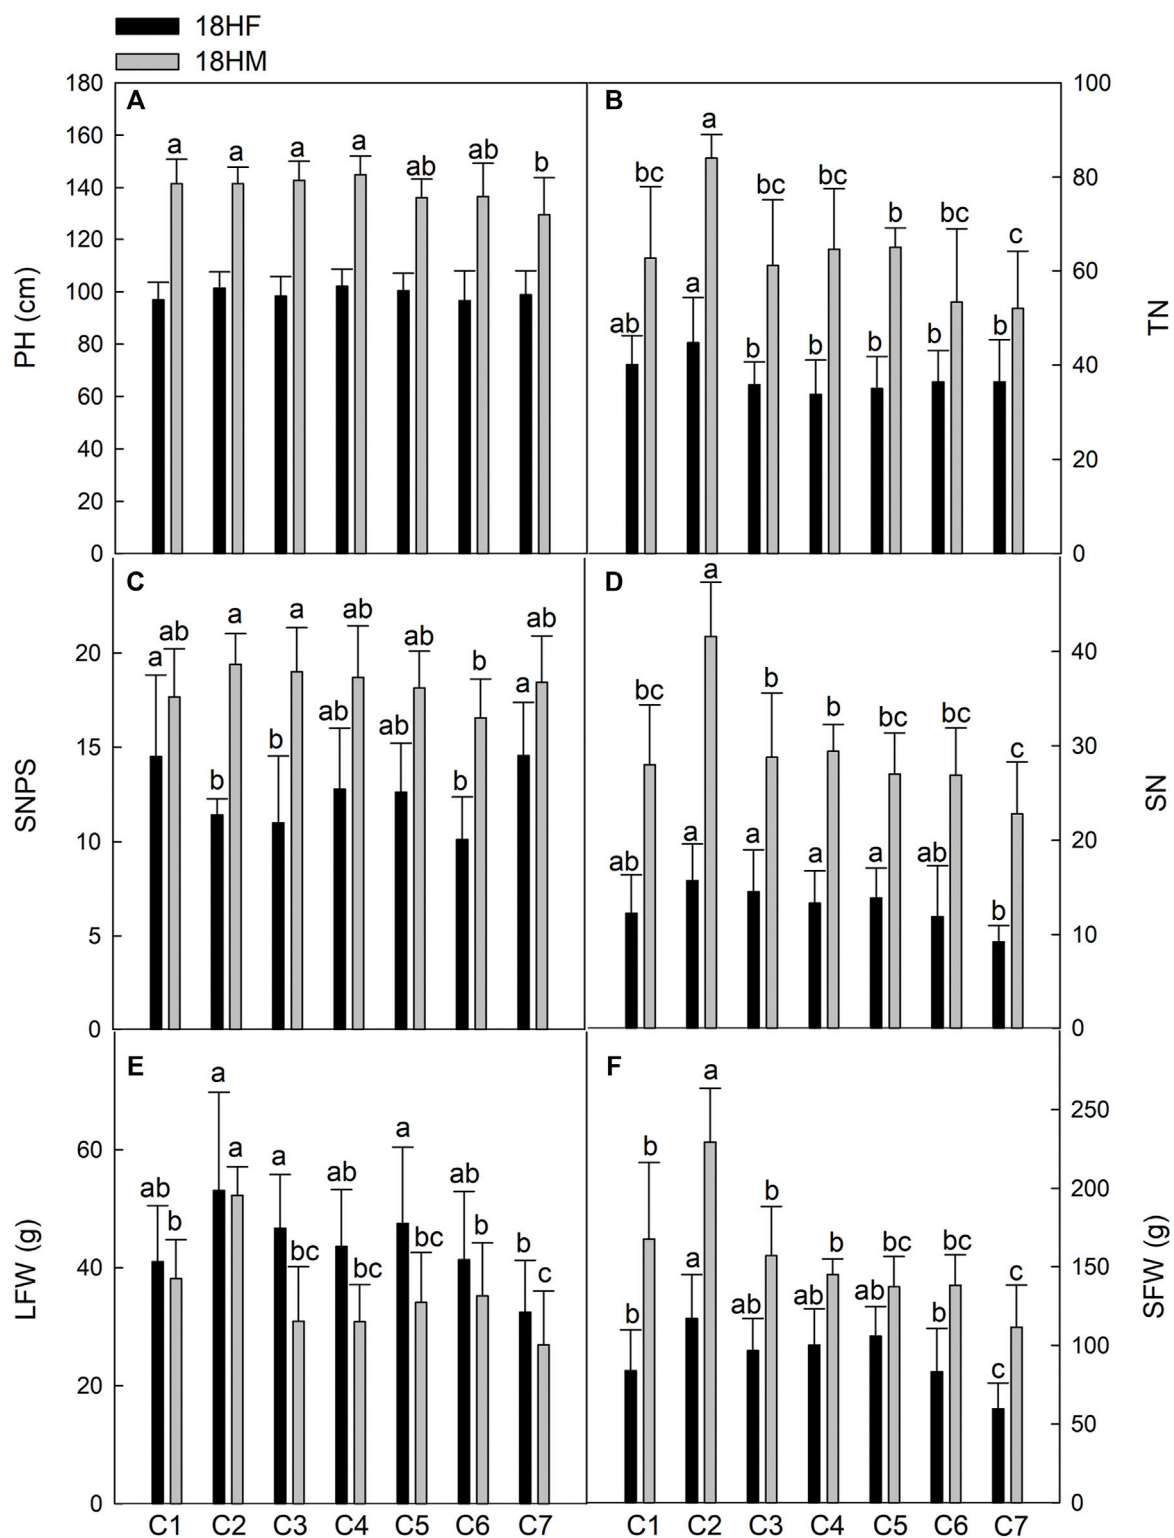 18HF
18HM
A
B
180
160
140
120
100
80
60
40
20
0
PH (cm)
a a a a ab ab b
100
80
60
40
20
0
TN
bc a bc bc b bc c
ab a b b b b b
C
D
20
15
10
5
0
SNPS
ab a a ab ab b ab
a b b ab ab b a
40
30
20
10
0
SN
bc a b b bc bc c
ab a a a a ab b
E
F
60
40
20
0
LFW (g)
ab a a ab a ab b
b a bc bc bc b c
250
200
150
100
50
0
SFW (g)
b a b b bc bc c
b a ab ab ab b c
C1 C2 C3 C4 C5 C6 C7
C1 C2 C3 C4 C5 C6 C7